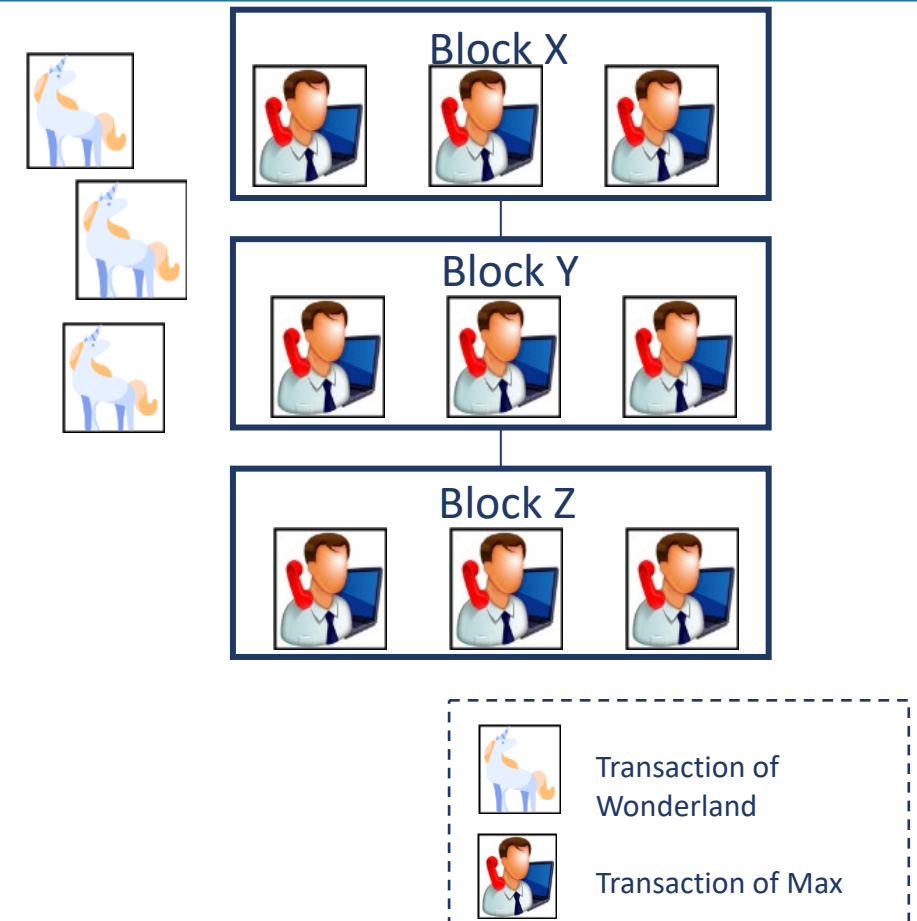 Block X
Block Y
Block Z
Transaction of
Wonderland
Transaction of Max